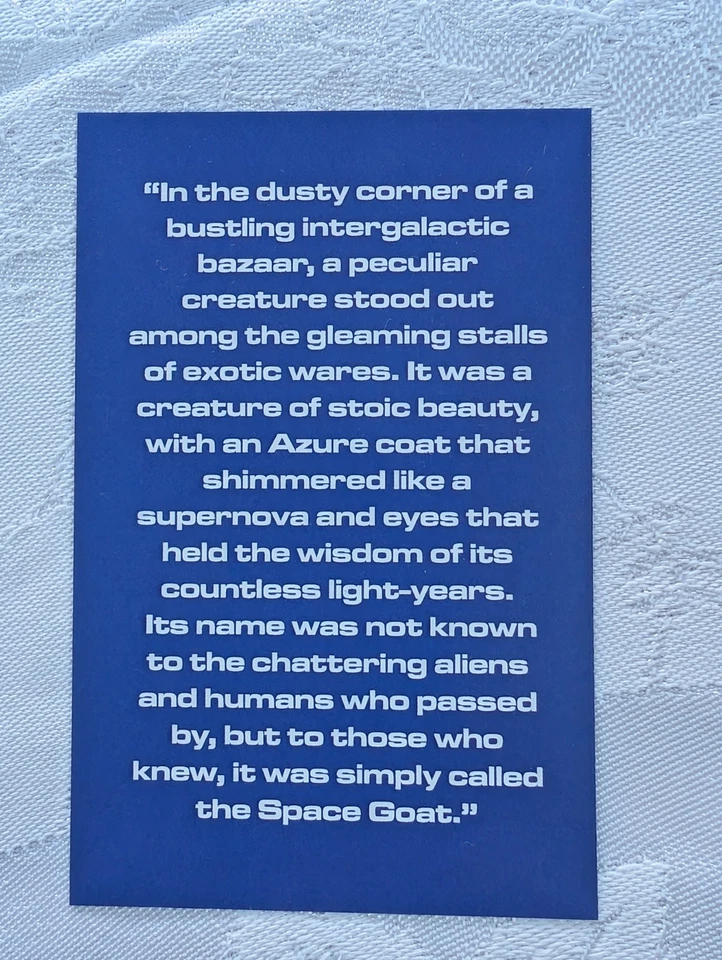 “In the dusty corner of a
bustling intergalactic
bazaar, a peculiar
creature stood out
among the gleaming stalls
of exotic wares. It was a
creature of stoic beauty,
with an Azure coat that
shimmered like a
supernova and eyes that
held the wisdom of its
countless light-years.
Its name was not known
to the chattering aliens
and humans who passed
by, but to those who
knew, it was simply called
the Space Goat.”